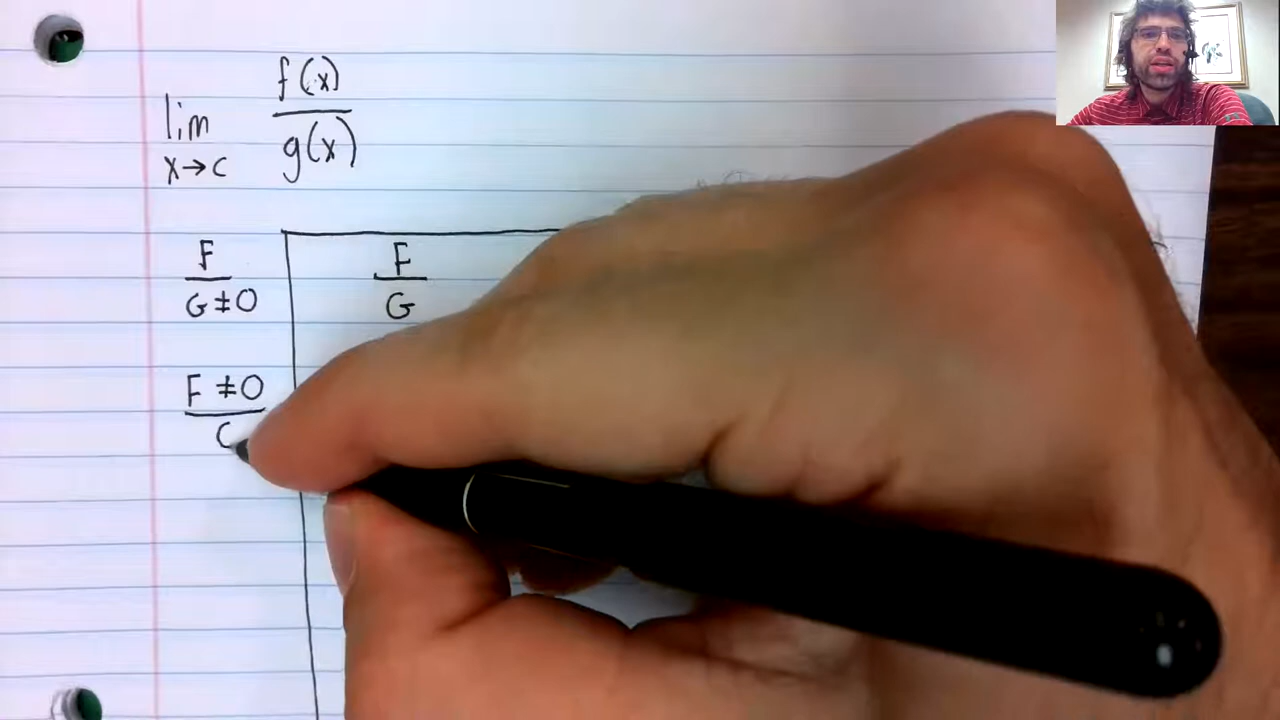 lim f(x)
x→c g(x)
F F
G ≠ 0 G
F ≠ 0